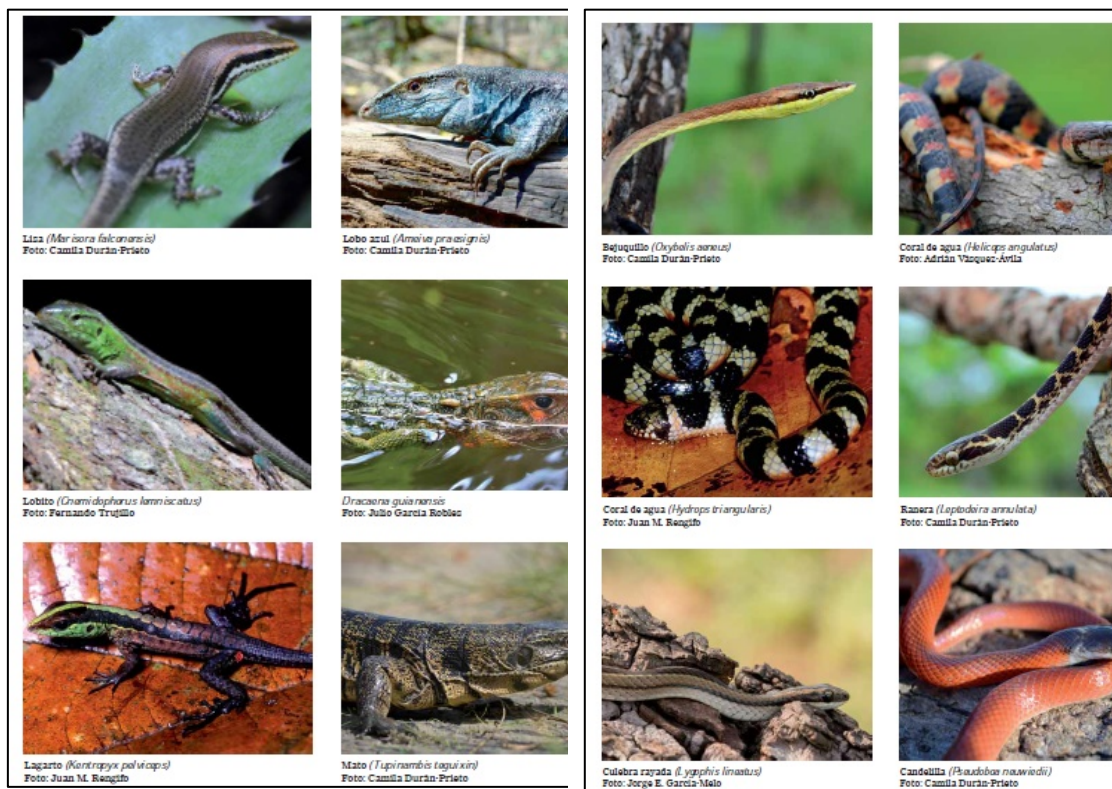 Lisa (Marisora falconensis)
Foto: Camila Durán-Prieto
Lobo azul (Ameiva praesignis)
Foto: Camila Durán-Prieto
Lobito (Cnemidophorus lemniscatus)
Foto: Fernando Trujillo
Dracaena guianensis
Foto: Julio García Robles
Lagarto (Kentropyx pelviceps)
Foto: Juan M. Rengifo
Mato (Tupinambis teguixin)
Foto: Camila Durán-Prieto
Bejuquillo (Oxybelis aeneus)
Foto: Camila Durán-Prieto
Coral de agua (Helicops angulatus)
Foto: Adrián Vásquez-Ávila
Coral de agua (Hydrops triangularis)
Foto: Juan M. Rengifo
Ranera (Leptodeira annulata)
Foto: Camila Durán-Prieto
Culebra rayada (Lygophis lineatus)
Foto: Jorge E. García-Melo
Candelilla (Pseudoboa neuwiedii)
Foto: Camila Durán-Prieto